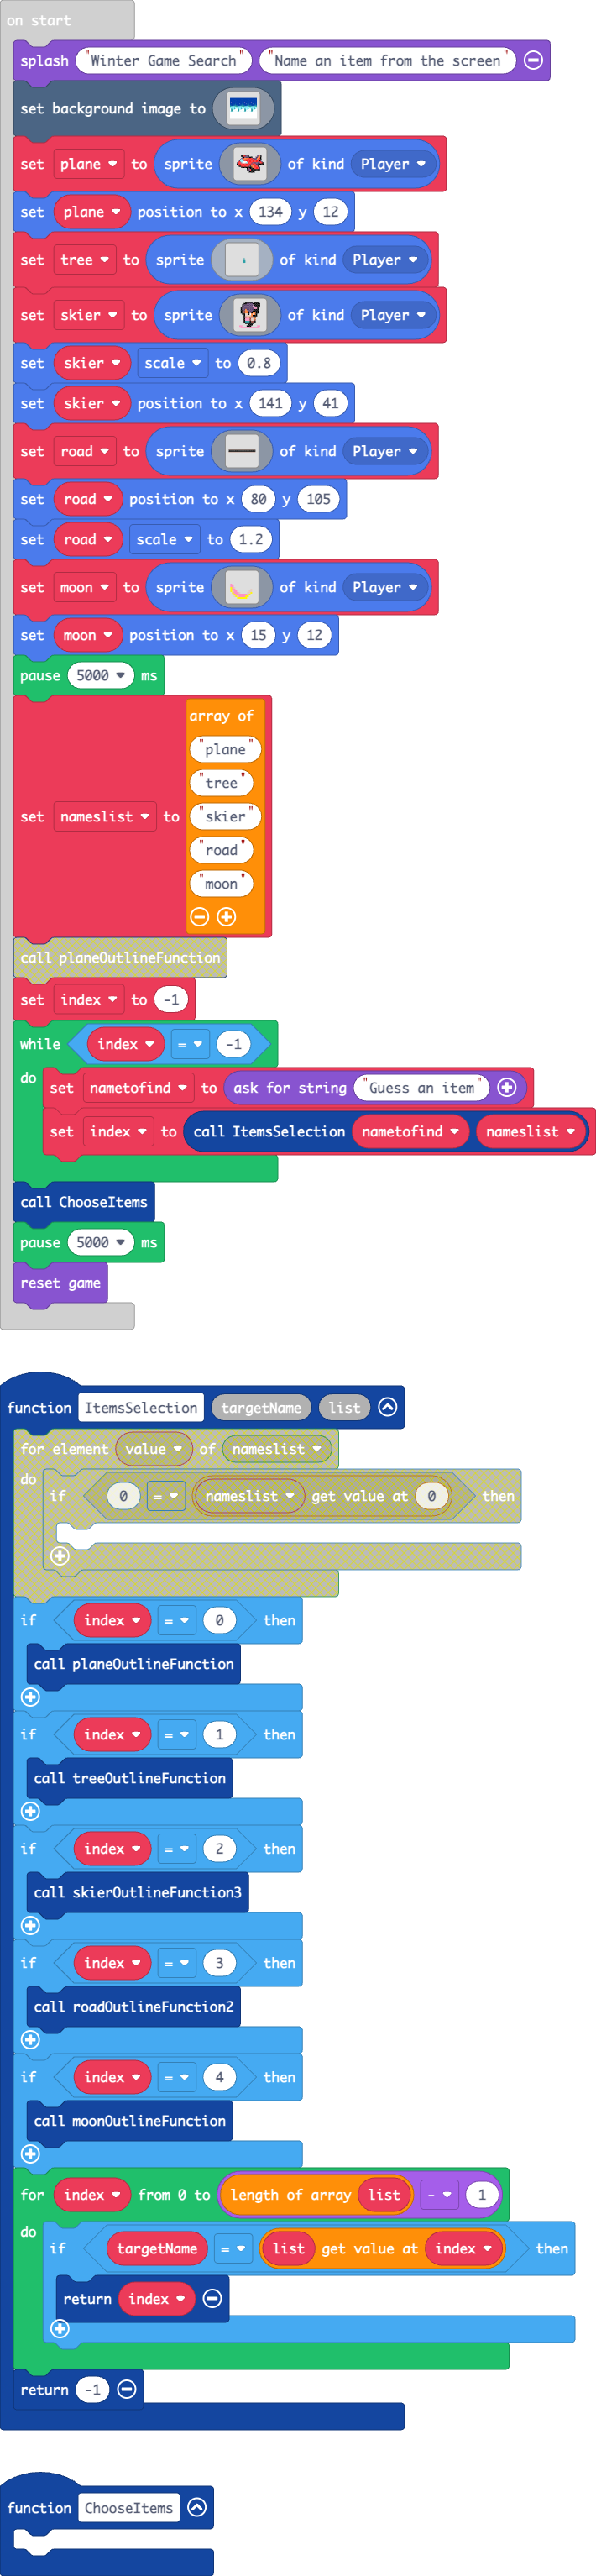 on start
splash "Winter Game Search" "Name an item from the screen"
set background image to
set plane to sprite of kind Player
set plane position to x 134 y 12
set tree to sprite of kind Player
set skier to sprite of kind Player
set skier scale to 0.8
set skier position to x 141 y 41
set road to sprite of kind Player
set road position to x 80 y 105
set road scale to 1.2
set moon to sprite of kind Player
set moon position to x 15 y 12
pause 5000 ms
array of
"plane"
"tree"
set nameslist to "skier"
"road"
"moon"
call planeOutlineFunction
set index to -1
while index = -1
do set nametofind to ask for string "Guess an item"
set index to call ItemsSelection nametofind nameslist
call ChooseItems
pause 5000 ms
reset game
function ItemsSelection targetName list
for element value of nameslist
do
if 0 = nameslist get value at 0 then
if index = 0 then
call planeOutlineFunction
if index = 1 then
call treeOutlineFunction
if index = 2 then
call skierOutlineFunction3
if index = 3 then
call roadOutlineFunction2
if index = 4 then
call moonOutlineFunction
for index from 0 to length of array list - 1
do
if targetName = list get value at index then
return index
return -1
function ChooseItems